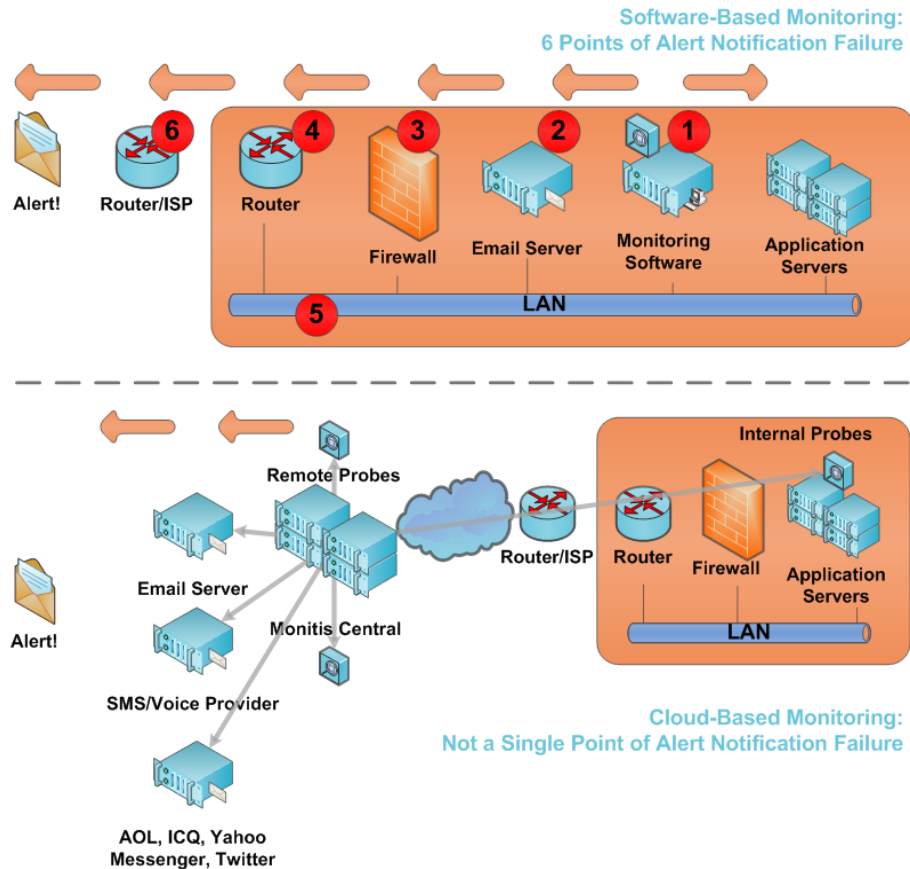 Software-Based Monitoring:
6 Points of Alert Notification Failure
6
4
3
2
1
Alert!
Router/ISP
Router
Firewall
Email Server
Monitoring
Software
Application
Servers
5
LAN
Internal Probes
Remote Probes
Router/ISP
Router
Firewall
Application
Servers
Email Server
Alert!
Monitis Central
LAN
SMS/Voice Provider
Cloud-Based Monitoring:
Not a Single Point of Alert Notification Failure
AOL, ICQ, Yahoo
Messenger, Twitter